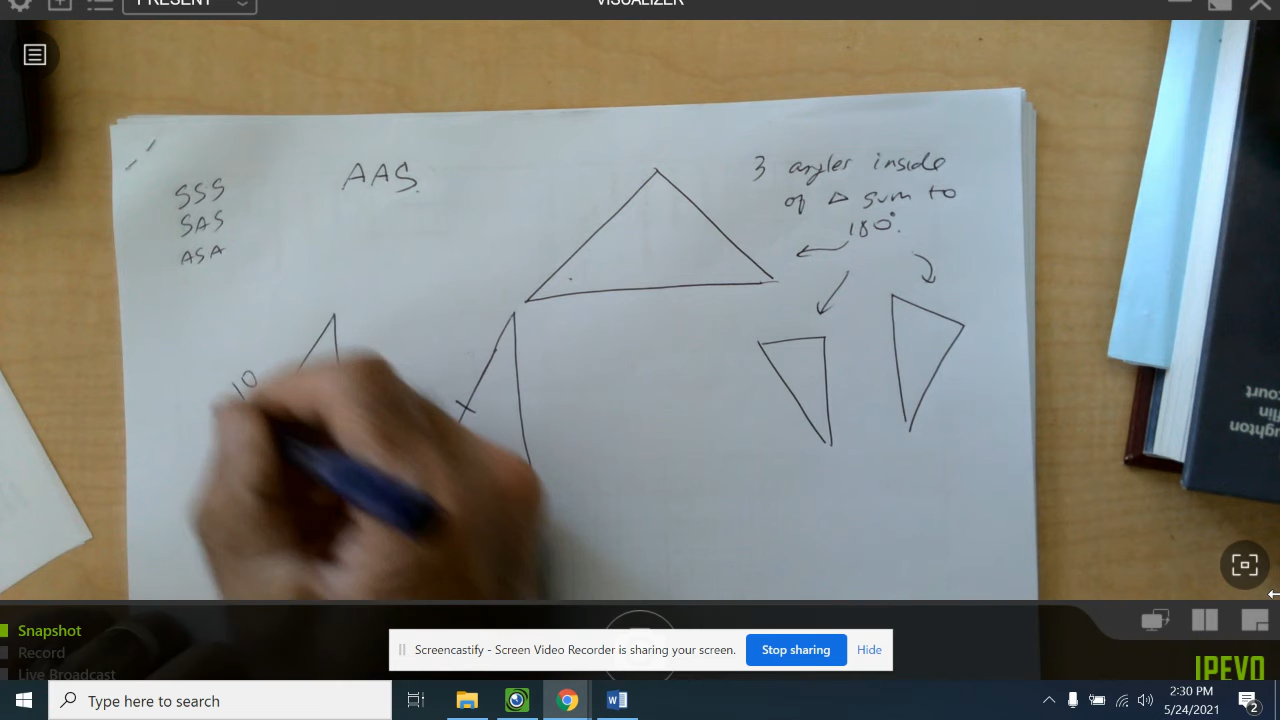 PRESENT
VISUALIZER
SSS
SAS
ASA
AAS.
3 angles inside
of △ sum to
180°.
10
Snapshot
Record
Live Broadcast
Screencastify - Screen Video Recorder is sharing your screen.
Stop sharing
Hide
IPEVO
Type here to search
2:30 PM
5/24/2021
2